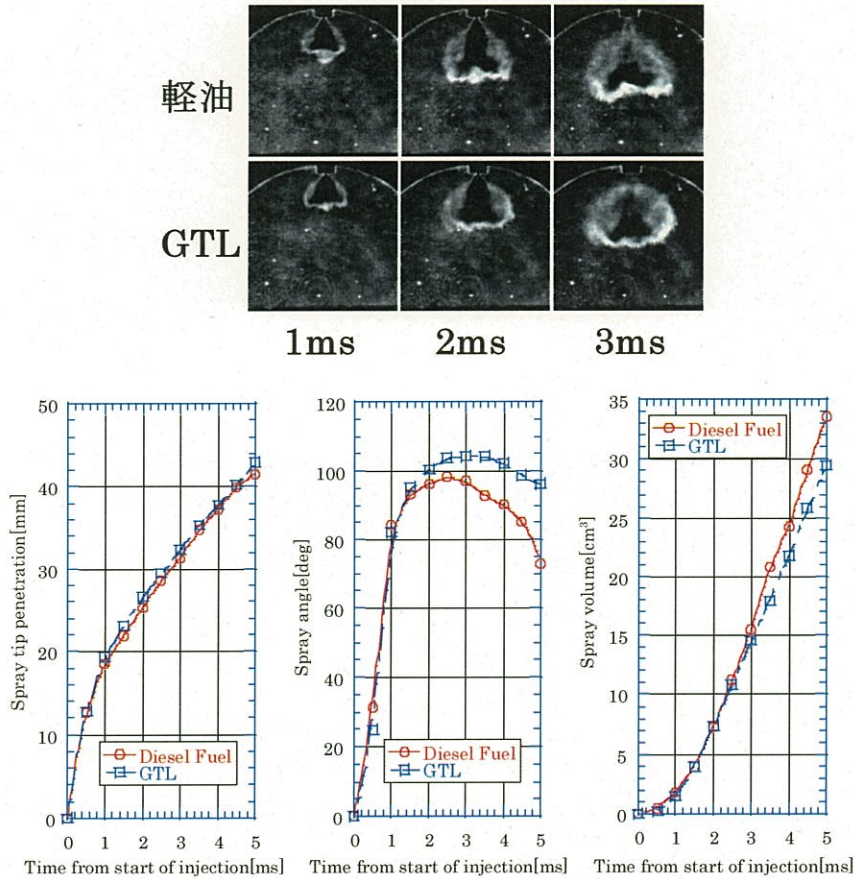 軽油
GTL
1ms 2ms 3ms
Spray tip penetration[mm]
50
40
30
20
10
0
Diesel Fuel
GTL
0 1 2 3 4 5
Time from start of injection[ms]
Spray angle[deg]
120
100
80
60
40
20
0
Diesel Fuel
GTL
0 1 2 3 4 5
Time from start of injection[ms]
Spray volume[cm³]
35
30
25
20
15
10
5
0
Diesel Fuel
GTL
0 1 2 3 4 5
Time from start of injection[ms]